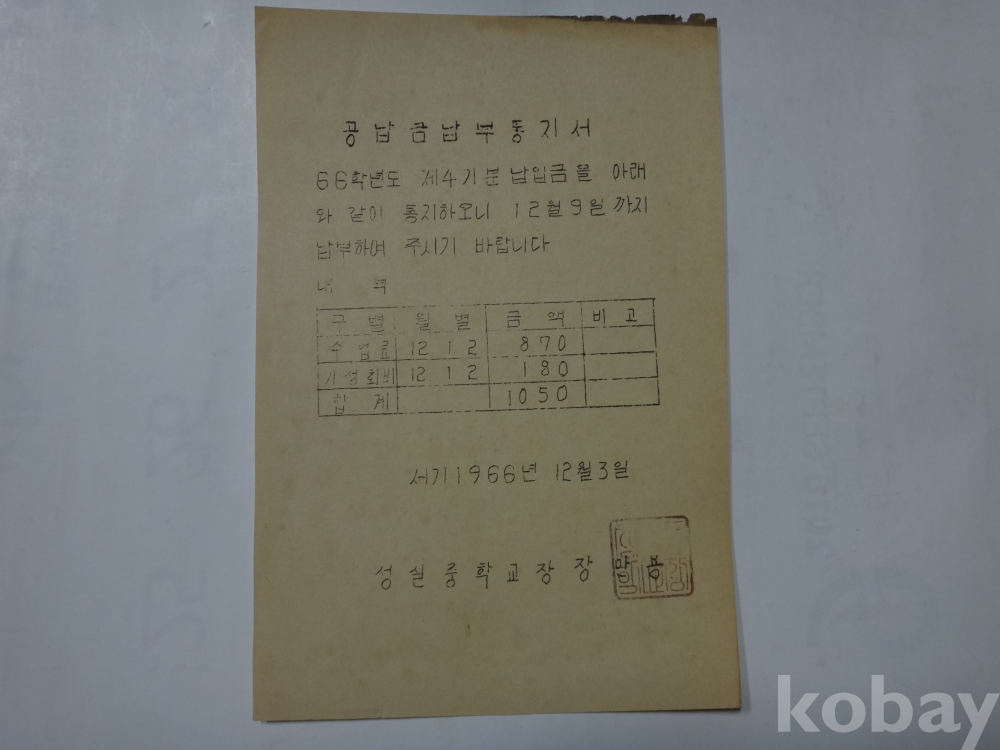 공납금납부통지서
66학년도 제4기분 납입금을 아래
와 같이 통지하오니 12월9일까지
납부하여 주시기 바랍니다
내 역
구 별 월 별 금 액 비 고
수업료 12 1 2 870
기성회비 12 1 2 180
합 계 1050
서기1966년 12월3일
성실중학교장 장 용
kobay